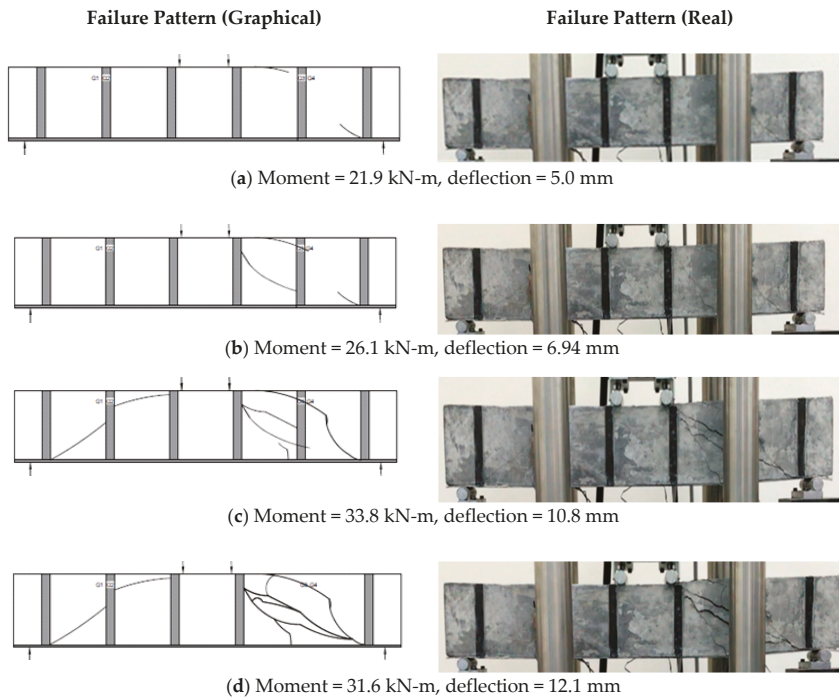 Failure Pattern (Graphical) Failure Pattern (Real)
(a) Moment = 21.9 kN-m, deflection = 5.0 mm
(b) Moment = 26.1 kN-m, deflection = 6.94 mm
(c) Moment = 33.8 kN-m, deflection = 10.8 mm
(d) Moment = 31.6 kN-m, deflection = 12.1 mm